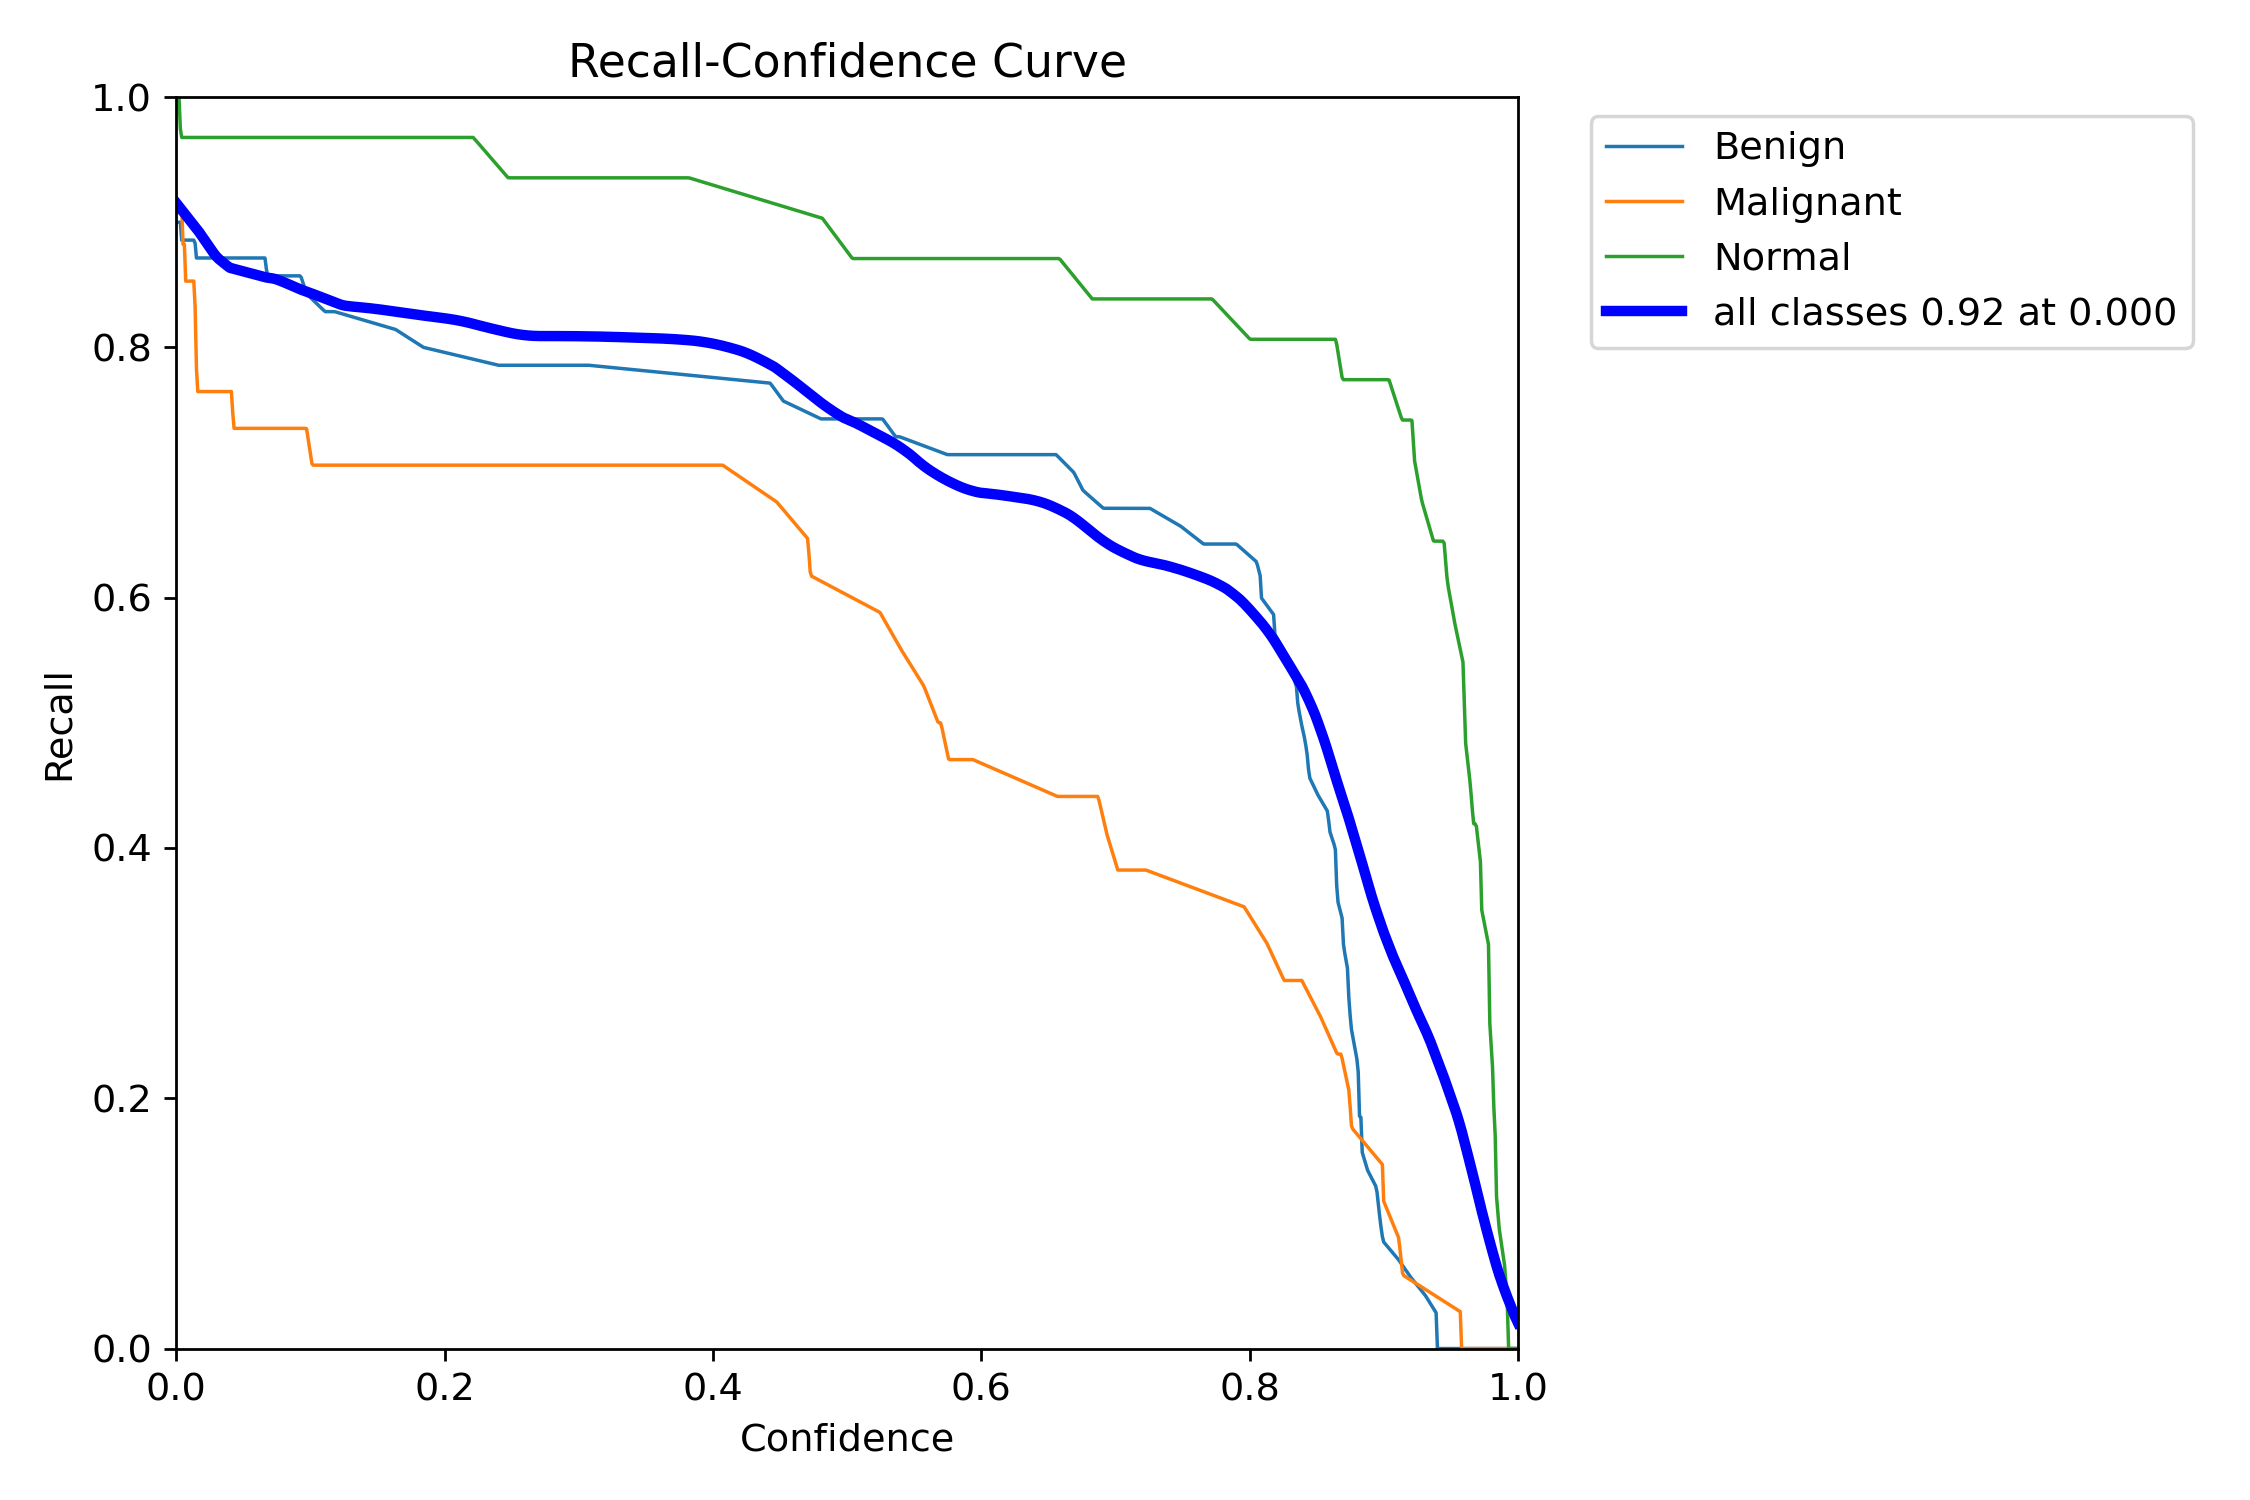 Recall-Confidence Curve
1.0
0.8
0.6
0.4
0.2
0.0
Recall
0.0 0.2 0.4 0.6 0.8 1.0
Confidence
Benign
Malignant
Normal
all classes 0.92 at 0.000